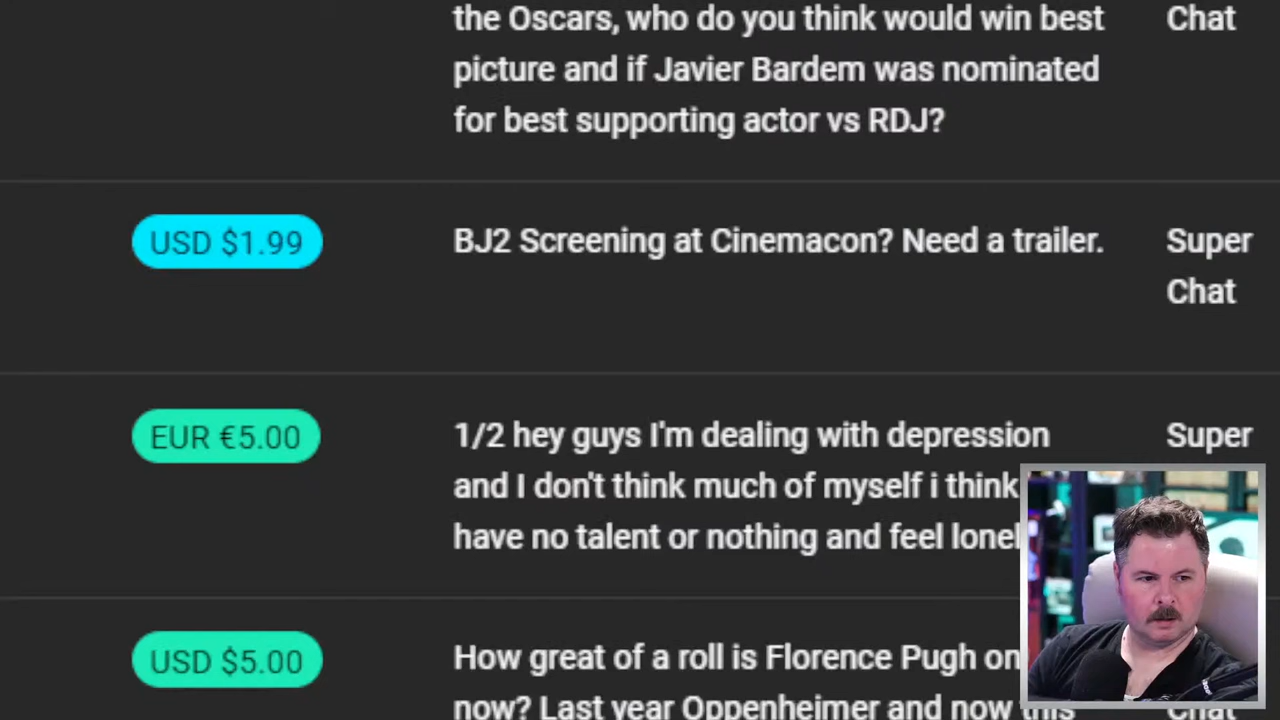 the Oscars, who do you think would win best
Chat
picture and if Javier Bardem was nominated
for best supporting actor vs RDJ?
USD $1.99
BJ2 Screening at Cinemacon? Need a trailer.
Super
Chat
EUR €5.00
1/2 hey guys I'm dealing with depression
Super
and I don't think much of myself i think
have no talent or nothing and feel
USD $5.00
How great of a roll is Florence Pugh on
now? Last year Oppenheimer and now this
Chat